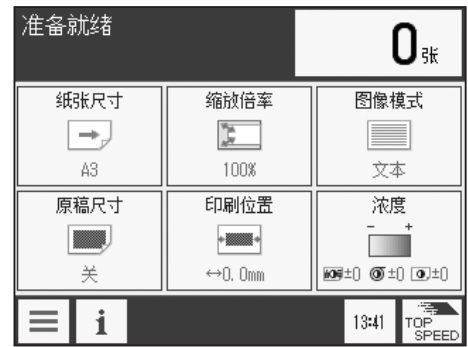 准备就绪
0张
纸张尺寸
缩放倍率
图像模式
A3
100%
文本
原稿尺寸
印刷位置
浓度
- +
关
↔0. 0mm
±0 ±0 ±0
i
13:41
TOP
SPEED